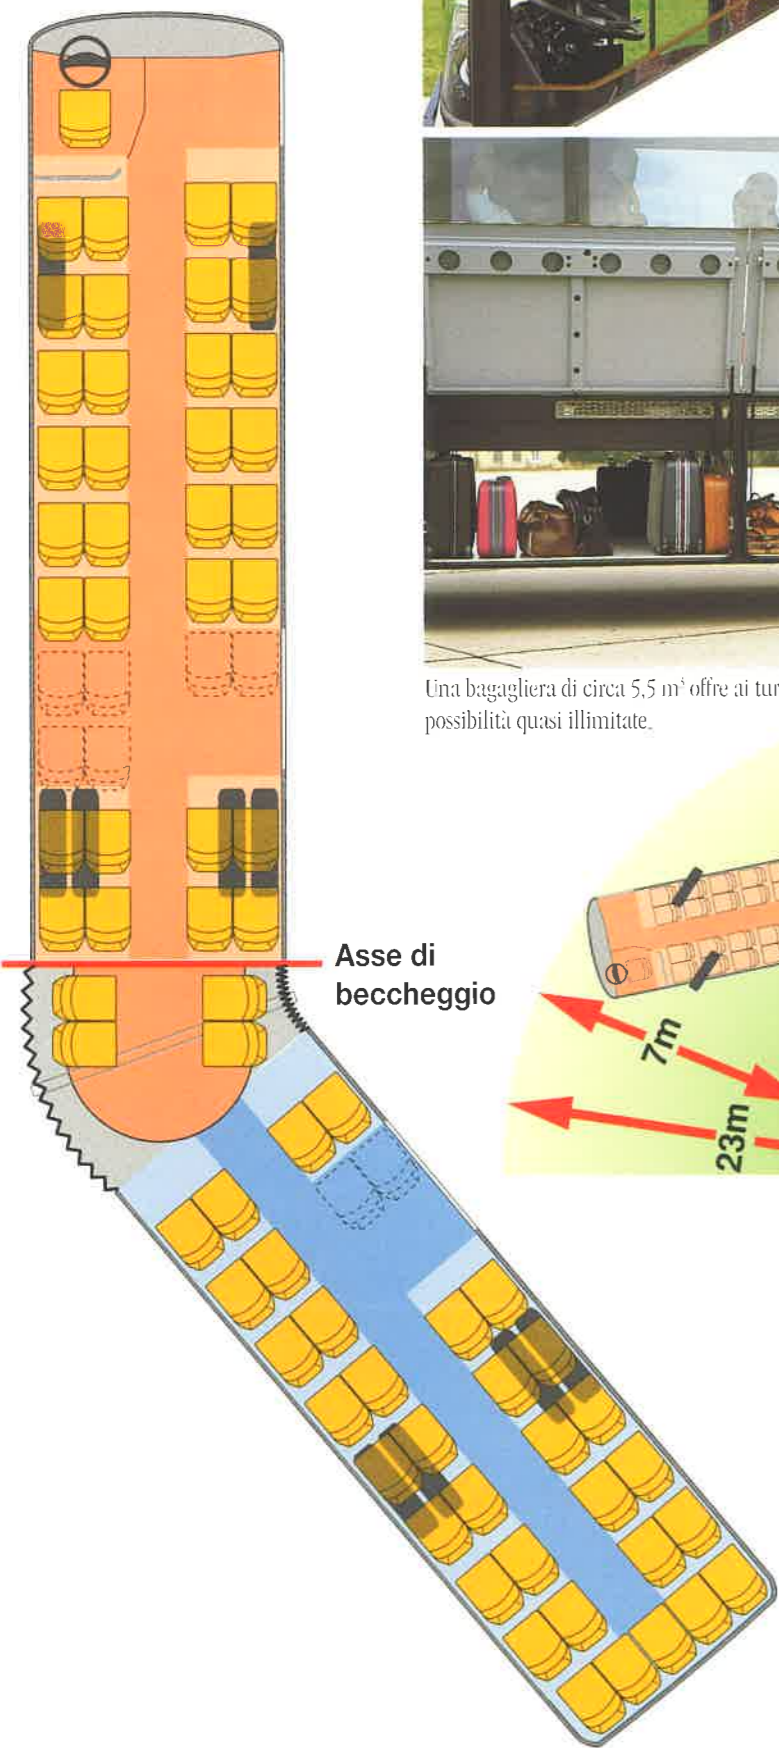 Una bagagliera di circa 5,5 m³ offre ai tur
possibilità quasi illimitate.
Asse di
beccheggio
7m
23m